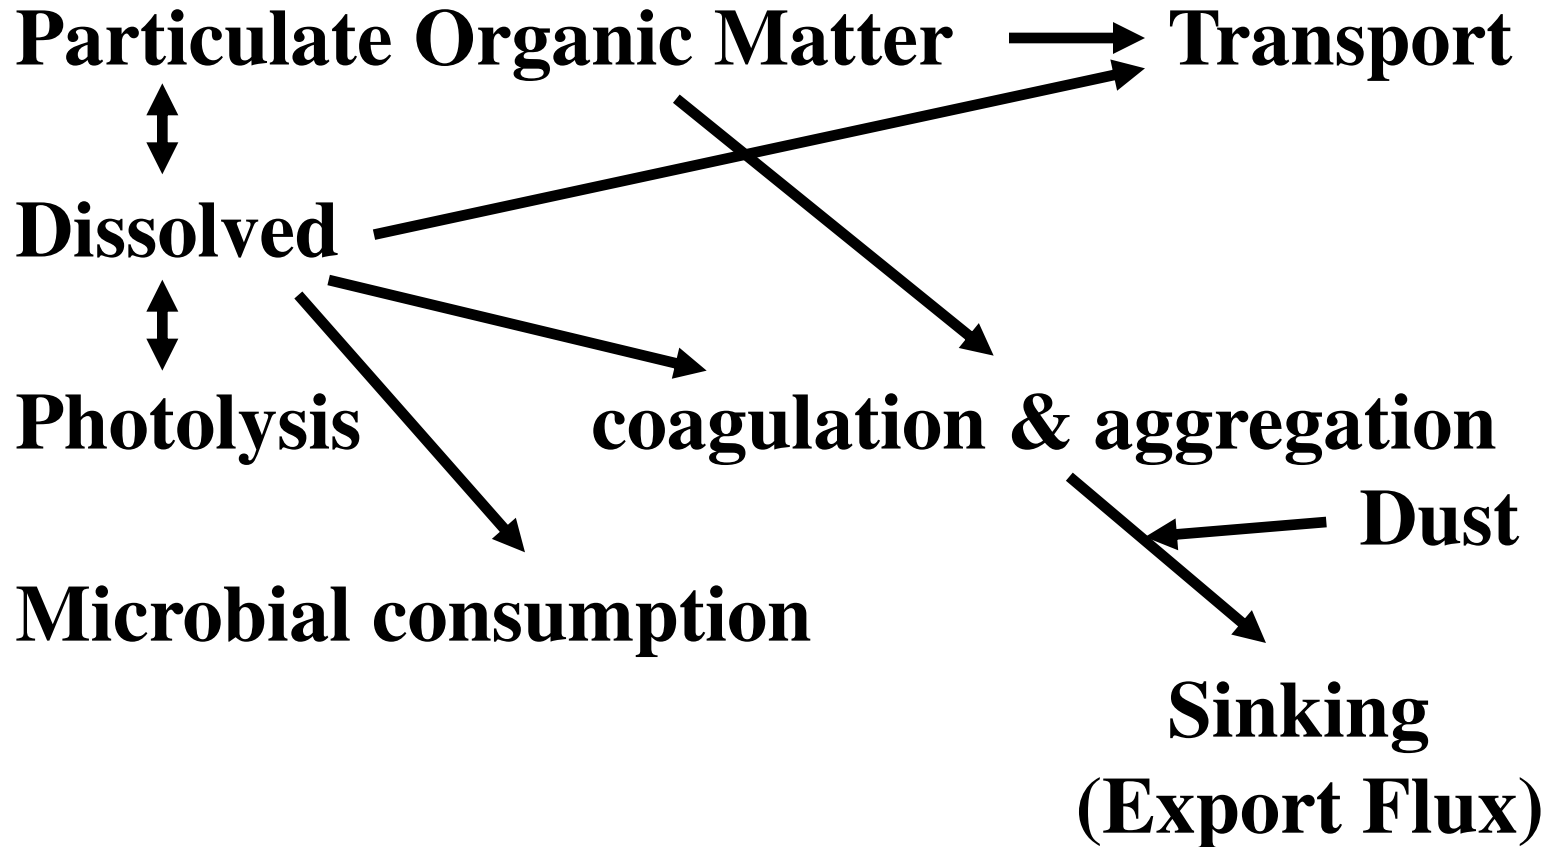 Particulate Organic Matter Transport
Dissolved
Photolysis coagulation & aggregation
Dust
Microbial consumption
Sinking
(Export Flux)